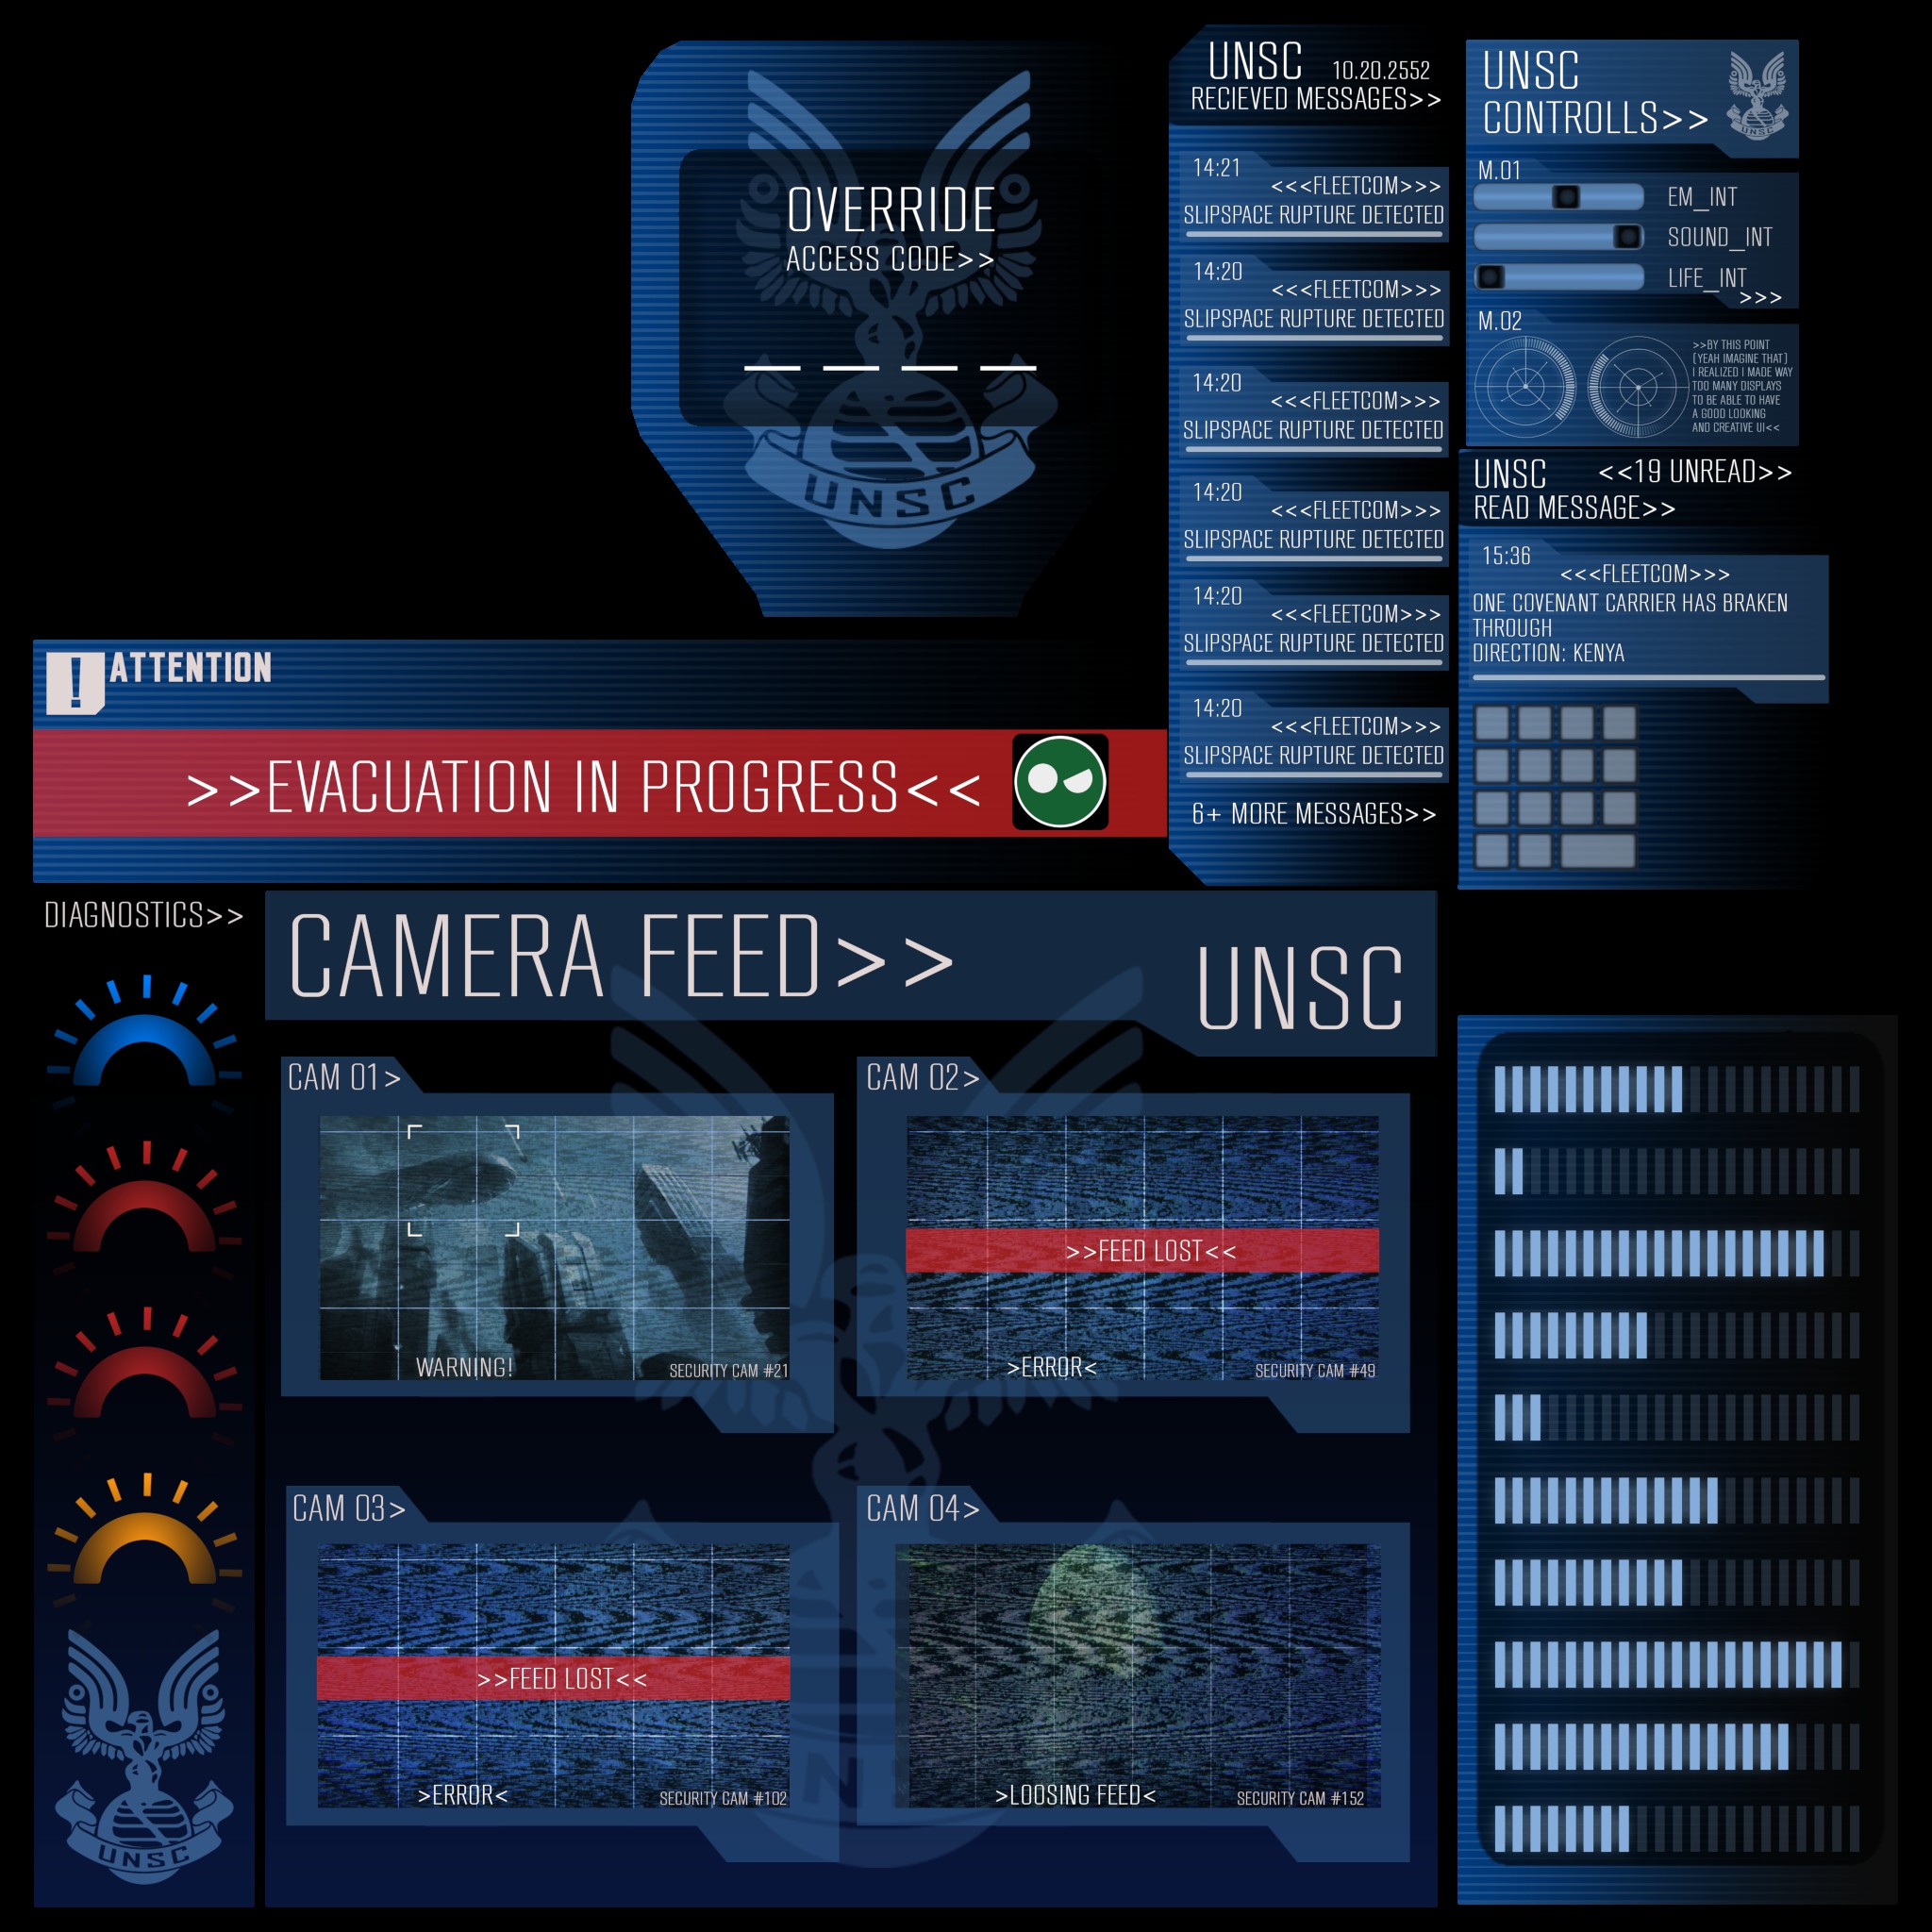 OVERRIDE
ACCESS CODE>>
UNSC
UNSC 10.20.2552
RECIEVED MESSAGES>>
14:21
<<<FLEETCOM>>>
SLIPSPACE RUPTURE DETECTED
14:20
<<<FLEETCOM>>>
SLIPSPACE RUPTURE DETECTED
14:20
<<<FLEETCOM>>>
SLIPSPACE RUPTURE DETECTED
14:20
<<<FLEETCOM>>>
SLIPSPACE RUPTURE DETECTED
14:20
<<<FLEETCOM>>>
SLIPSPACE RUPTURE DETECTED
14:20
<<<FLEETCOM>>>
SLIPSPACE RUPTURE DETECTED
6+ MORE MESSAGES>>
UNSC
CONTROLLS>>
UNSC
M.01
EM_INT
SOUND_INT
LIFE_INT
>>>
M.02
>>BY THIS POINT
[YEAH IMAGINE THAT]
I REALIZED I MADE WAY
TOO MANY DISPLAYS
TO BE ABLE TO HAVE
A GOOD LOOKING
AND CREATIVE UI<<
UNSC <<19 UNREAD>>
READ MESSAGE>>
15:36
<<<FLEETCOM>>>
ONE COVENANT CARRIER HAS BRAKEN
THROUGH
DIRECTION: KENYA
! ATTENTION
>>EVACUATION IN PROGRESS<<
DIAGNOSTICS>>
UNSC
CAMERA FEED>>
UNSC
CAM 01>
WARNING!
SECURITY CAM #21
CAM 02>
>>FEED LOST<<
>ERROR<
SECURITY CAM #49
CAM 03>
>>FEED LOST<<
>ERROR<
SECURITY CAM #102
CAM 04>
>LOOSING FEED<
SECURITY CAM #152